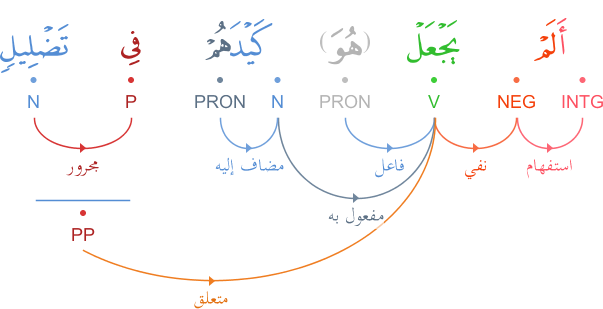 أَلَمْ يَجْعَلْ (هُوَ) كَيْدَهُمْ فِى تَضْلِيلٍ
INTG NEG V PRON N PRON P N
استفهام نفي فاعل مضاف إليه مجرور
مفعول به
PP
متعلق